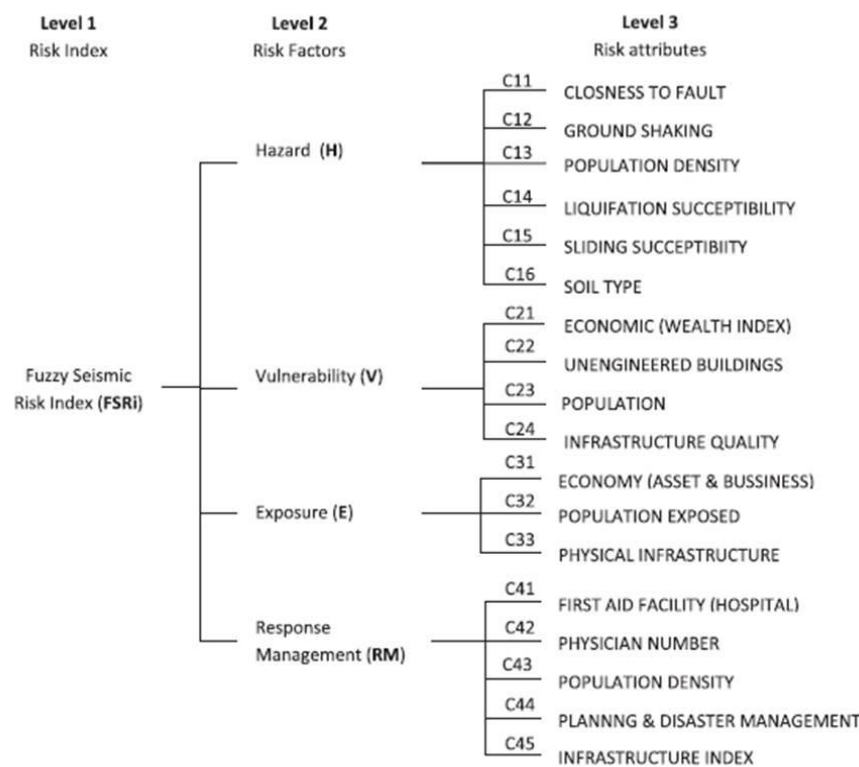 Level 1
Risk Index
Level 2
Risk Factors
Level 3
Risk attributes
Hazard (H)
C11 CLOSNESS TO FAULT
C12 GROUND SHAKING
C13 POPULATION DENSITY
C14 LIQUIFATION SUCCEPTIBILITY
C15 SLIDING SUCCEPTIBIITY
C16 SOIL TYPE
Fuzzy Seismic
Risk Index (FSRi)
Vulnerability (V)
C21 ECONOMIC (WEALTH INDEX)
C22 UNENGINEERED BUILDINGS
C23 POPULATION
C24 INFRASTRUCTURE QUALITY
Exposure (E)
C31 ECONOMY (ASSET & BUSSINESS)
C32 POPULATION EXPOSED
C33 PHYSICAL INFRASTRUCTURE
Response
Management (RM)
C41 FIRST AID FACILITY (HOSPITAL)
C42 PHYSICIAN NUMBER
C43 POPULATION DENSITY
C44 PLANNNG & DISASTER MANAGEMENT
C45 INFRASTRUCTURE INDEX